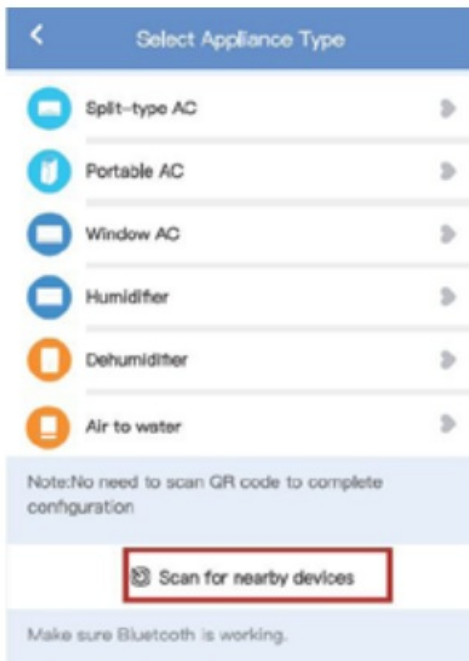 Select Appliance Type
Split-type AC
Portable AC
Window AC
Humidifier
Dehumidifier
Air to water
Note:No need to scan QR code to complete
configuration
Scan for nearby devices
Make sure Bluetooth is working.